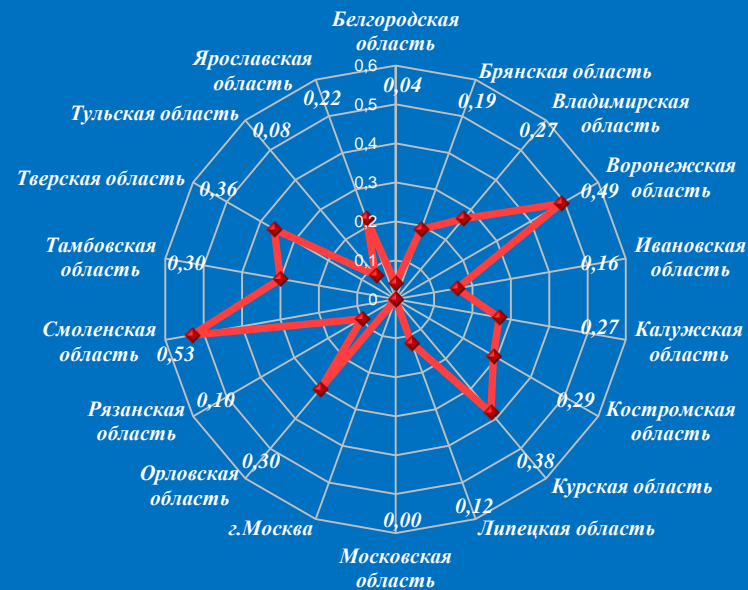 Белгородская
область
0,04
Брянская область
0,19
Владимирская
область
0,27
Воронежская
область
0,49
Ивановская
область
0,16
Калужская
область
0,27
Костромская
область
0,29
Курская область
0,38
Липецкая область
0,12
Московская
область
0,00
г.Москва
Орловская
область
0,30
Рязанская
область
0,10
Смоленская
область
0,53
Тамбовская
область
0,30
Тверская область
0,36
Тульская область
0,08
Ярославская
область
0,22
0,6
0,5
0,4
0,3
0,2
0,1
0